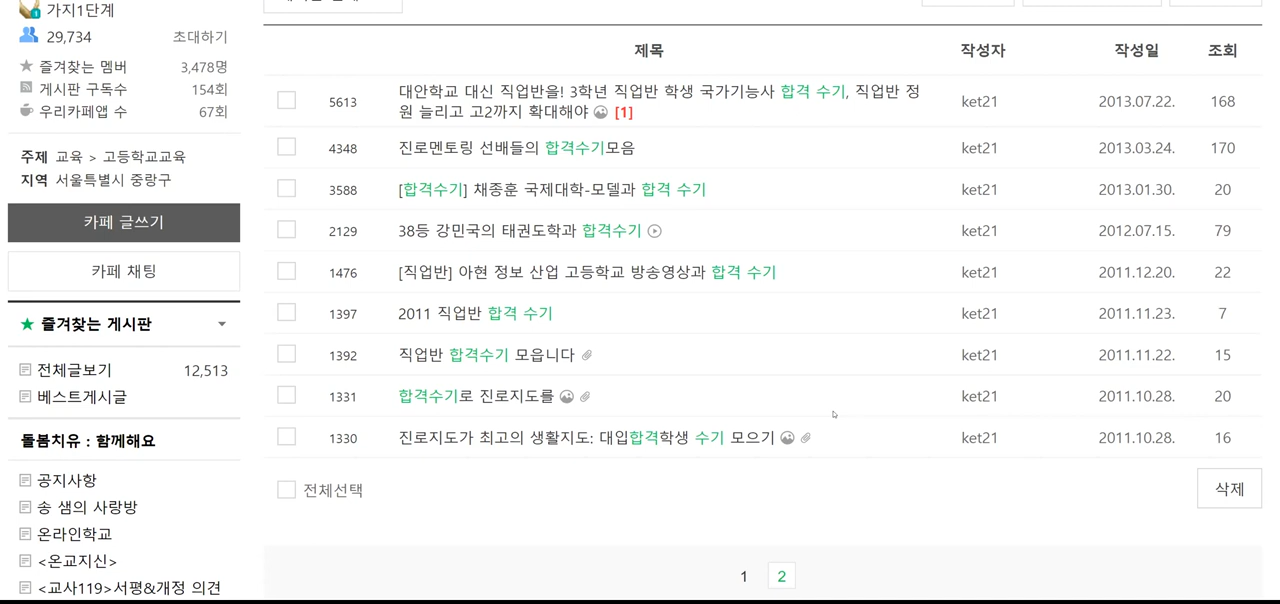 가지1단계
29,734 초대하기
즐겨찾는 멤버 3,478명
게시판 구독수 154회
우리카페앱 수 67회
주제 교육 > 고등학교교육
지역 서울특별시 중랑구
카페 글쓰기
카페 채팅
★ 즐겨찾는 게시판
전체글보기 12,513
베스트게시글
돌봄치유 : 함께해요
공지사항
송 샘의 사랑방
온라인학교
<온교지신>
<교사119>서평&개정 의견
제목 작성자 작성일 조회
5613 대안학교 대신 직업반을! 3학년 직업반 학생 국가기능사 합격 수기, 직업반 정
원 늘리고 고2까지 확대해야 [1] ket21 2013.07.22. 168
4348 진로멘토링 선배들의 합격수기모음 ket21 2013.03.24. 170
3588 [합격수기] 채종훈 국제대학-모델과 합격 수기 ket21 2013.01.30. 20
2129 38등 강민국의 태권도학과 합격수기 ket21 2012.07.15. 79
1476 [직업반] 아현 정보 산업 고등학교 방송영상과 합격 수기 ket21 2011.12.20. 22
1397 2011 직업반 합격 수기 ket21 2011.11.23. 7
1392 직업반 합격수기 모읍니다 ket21 2011.11.22. 15
1331 합격수기로 진로지도를 ket21 2011.10.28. 20
1330 진로지도가 최고의 생활지도: 대입합격학생 수기 모으기 ket21 2011.10.28. 16
전체선택 삭제
1 2